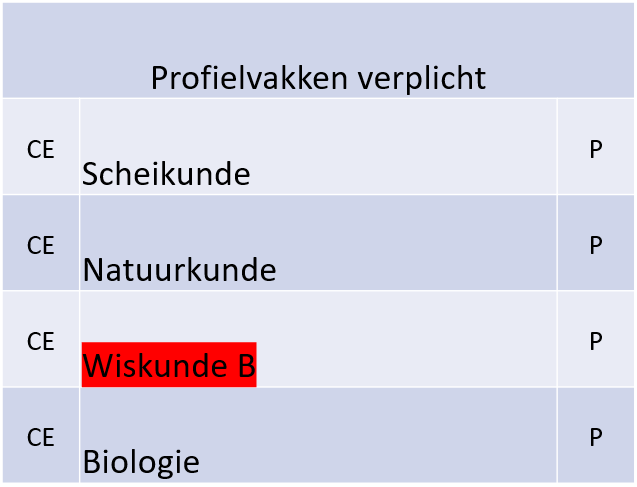 Profielvakken verplicht
CE Scheikunde P
CE Natuurkunde P
CE Wiskunde B P
CE Biologie P